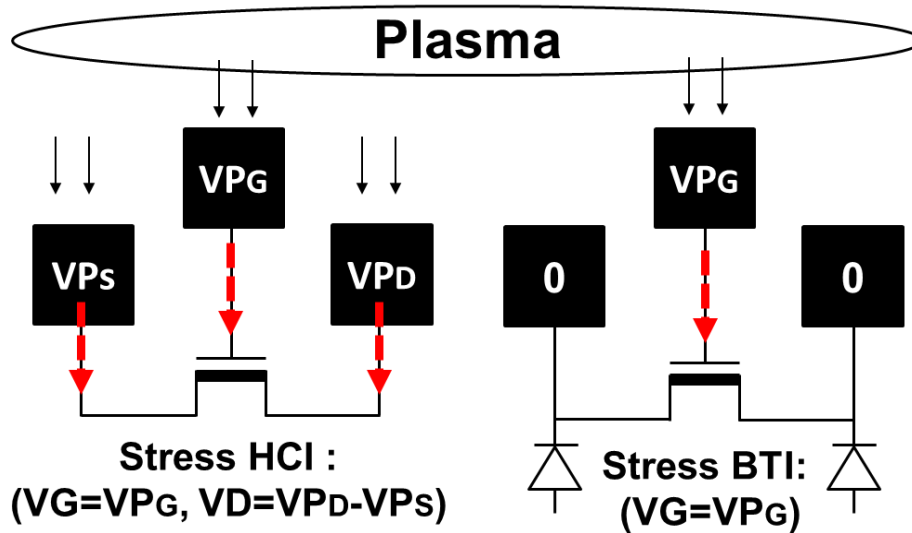 Plasma
VPG
VPG
VPS
VPD
0
0
Stress HCI :
(VG=VPG, VD=VPD-VPS)
Stress BTI:
(VG=VPG)